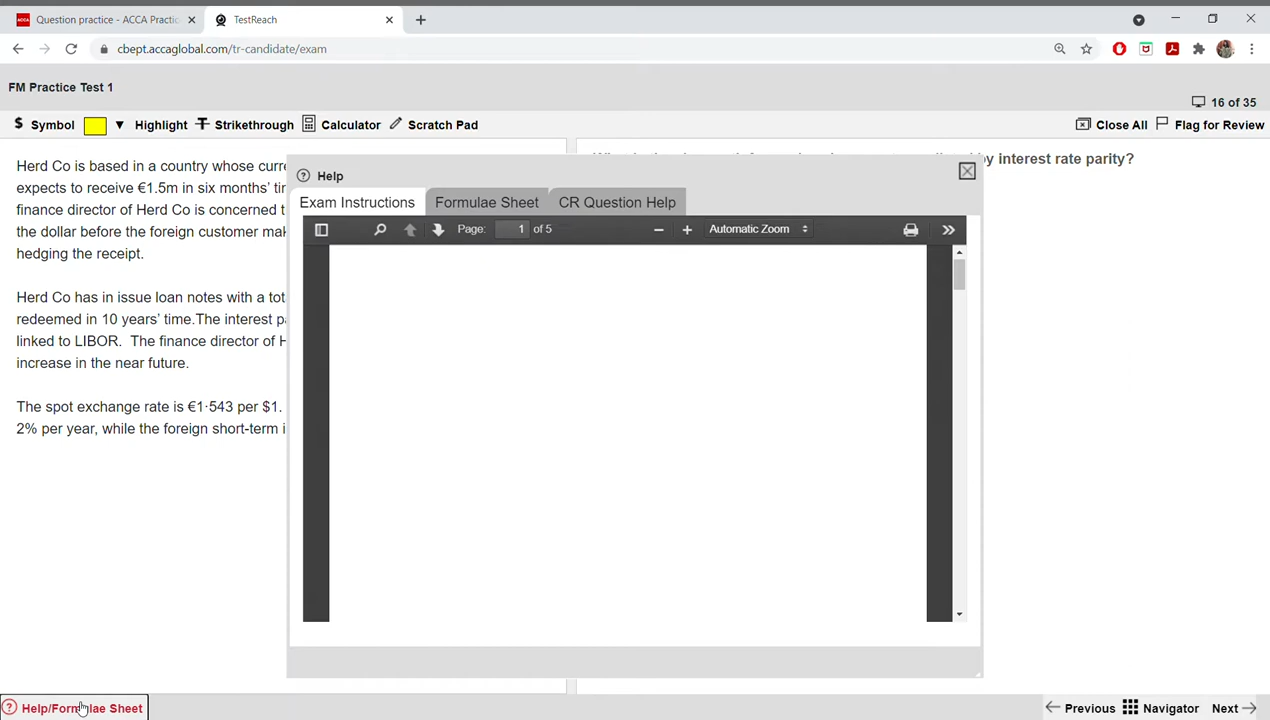 Question practice - ACCA Practic
TestReach
cbept.accaglobal.com/tr-candidate/exam
FM Practice Test 1
16 of 35
$ Symbol Highlight Strikethrough Calculator Scratch Pad Close All Flag for Review
Herd Co is based in a country whose curre
expects to receive €1.5m in six months' tin
finance director of Herd Co is concerned t
the dollar before the foreign customer mak
hedging the receipt.
Herd Co has in issue loan notes with a tot
redeemed in 10 years' time.The interest pa
linked to LIBOR. The finance director of H
increase in the near future.
The spot exchange rate is €1·543 per $1.
2% per year, while the foreign short-term i
by interest rate parity?
Help
Exam Instructions Formulae Sheet CR Question Help
Page: 1 of 5 Automatic Zoom
Help/Formulae Sheet
Previous Navigator Next